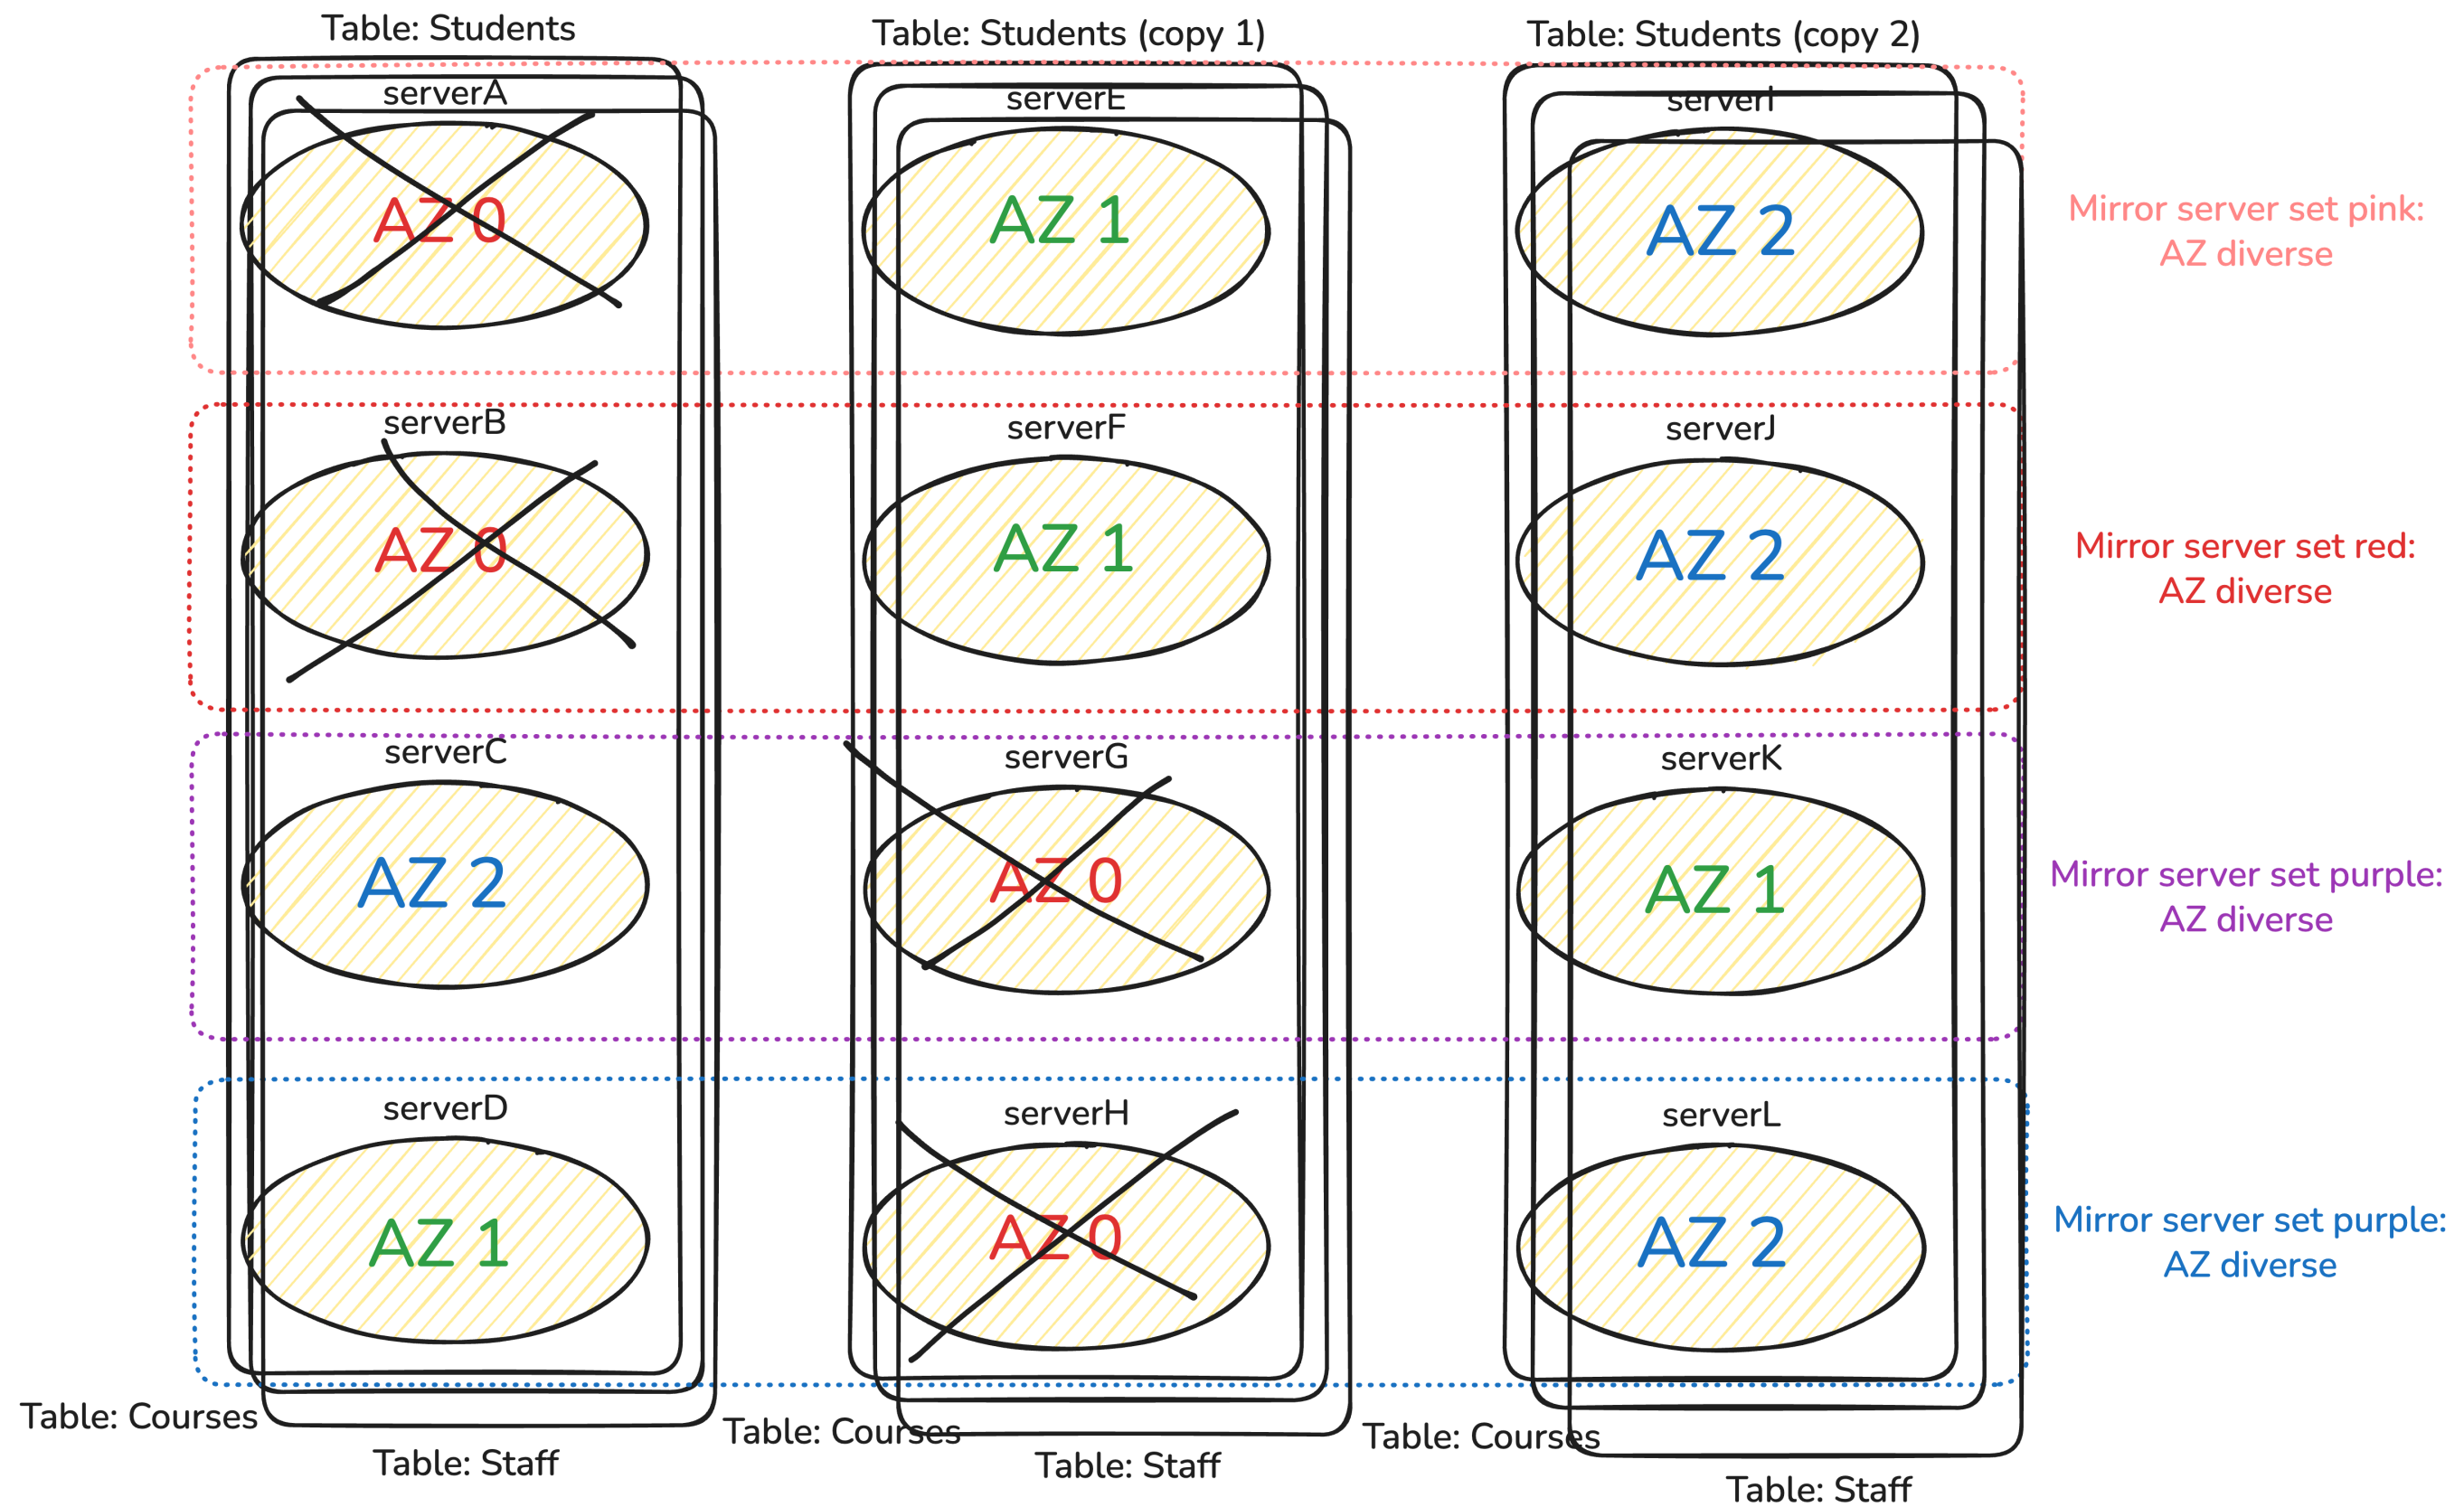 Table: Students
Table: Students (copy 1)
Table: Students (copy 2)
serverA
serverE
serverI
AZ 0
AZ 1
AZ 2
Mirror server set pink:
AZ diverse
serverB
serverF
serverJ
AZ 0
AZ 1
AZ 2
Mirror server set red:
AZ diverse
serverC
serverG
serverK
AZ 2
AZ 0
AZ 1
Mirror server set purple:
AZ diverse
serverD
serverH
serverL
AZ 1
AZ 0
AZ 2
Mirror server set purple:
AZ diverse
Table: Courses
Table: Courses
Table: Courses
Table: Staff
Table: Staff
Table: Staff